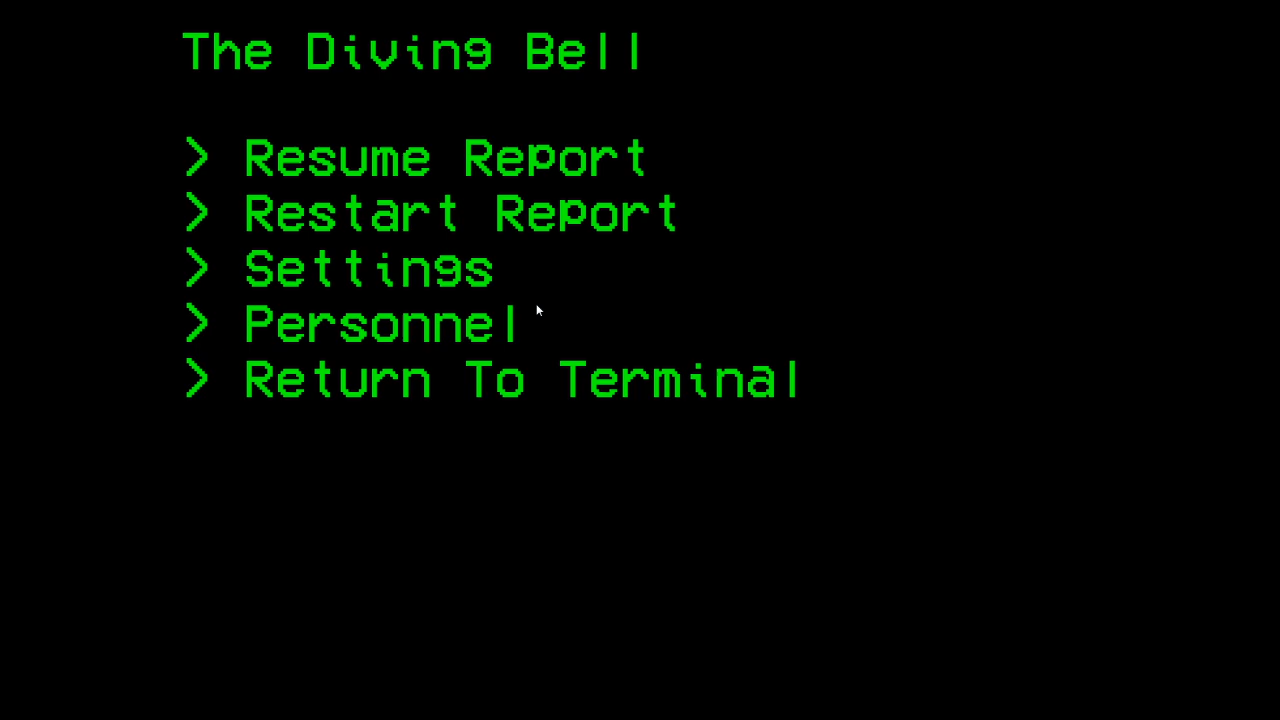 The Diving Bell
> Resume Report
> Restart Report
> Settings
> Personnel
> Return To Terminal